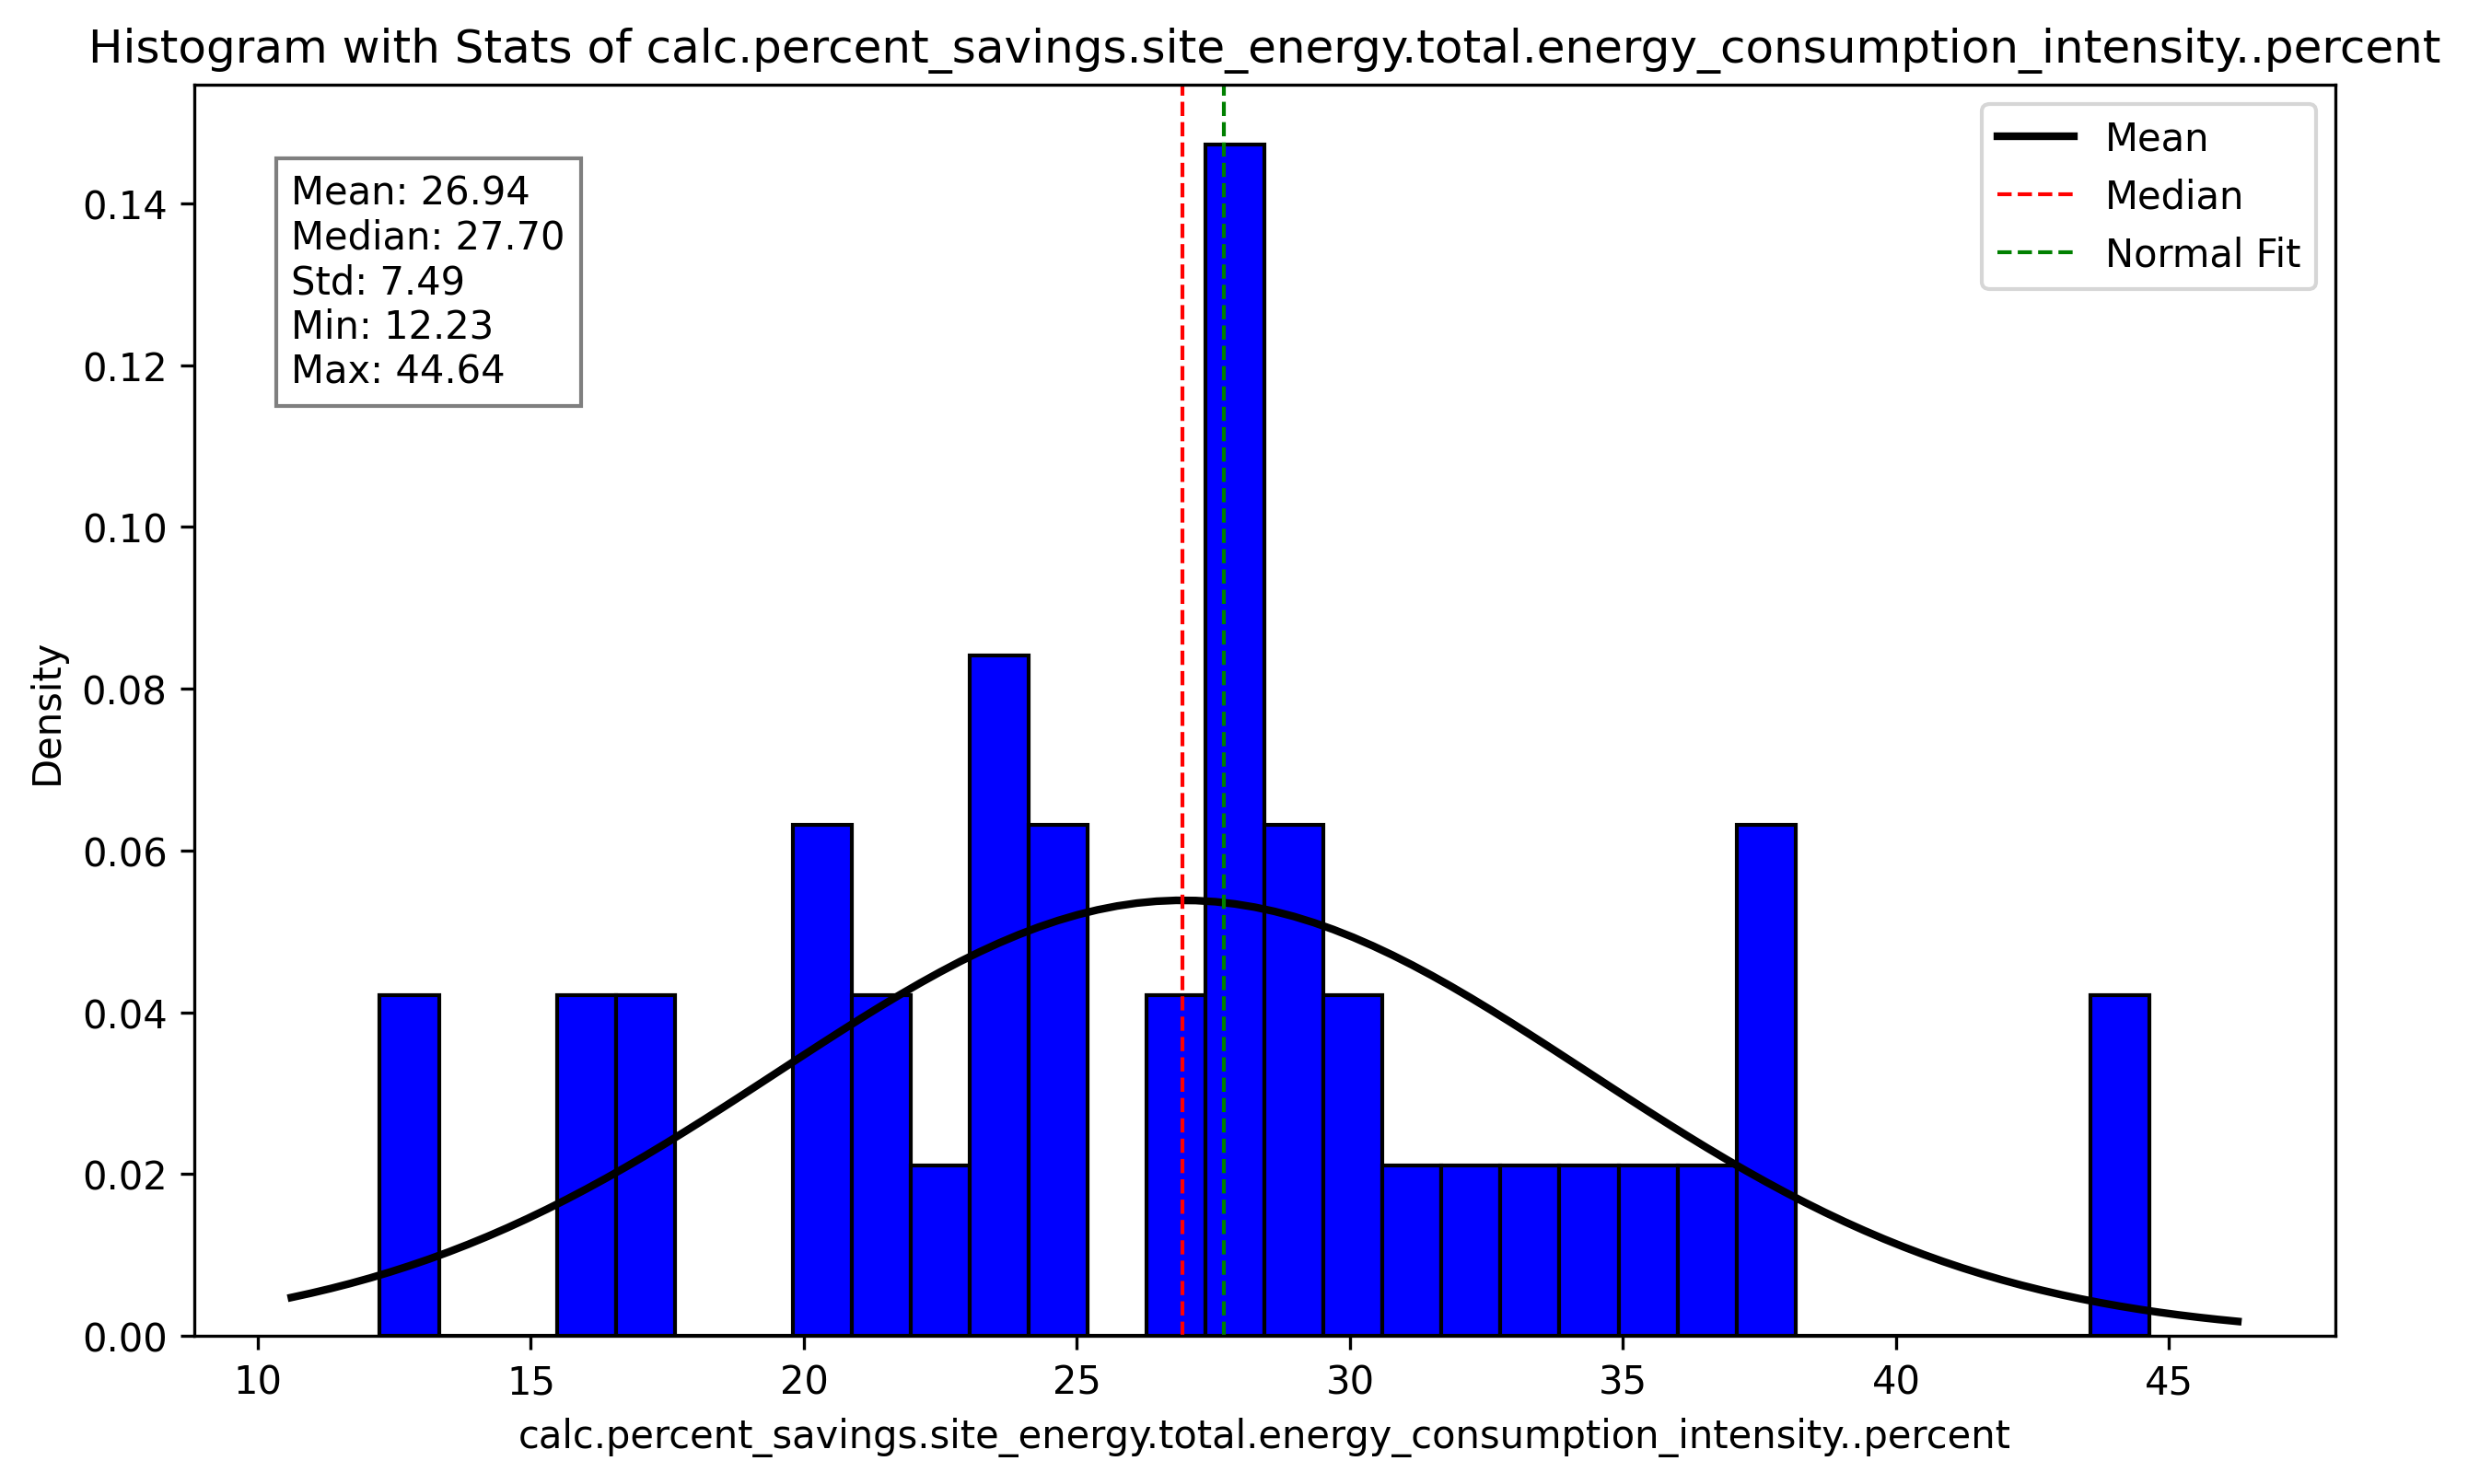 Histogram with Stats of calc.percent_savings.site_energy.total.energy_consumption_intensity..percent
Mean: 26.94
Median: 27.70
Std: 7.49
Min: 12.23
Max: 44.64
Mean
Median
Normal Fit
Density
0.14
0.12
0.10
0.08
0.06
0.04
0.02
0.00
10 15 20 25 30 35 40 45
calc.percent_savings.site_energy.total.energy_consumption_intensity..percent